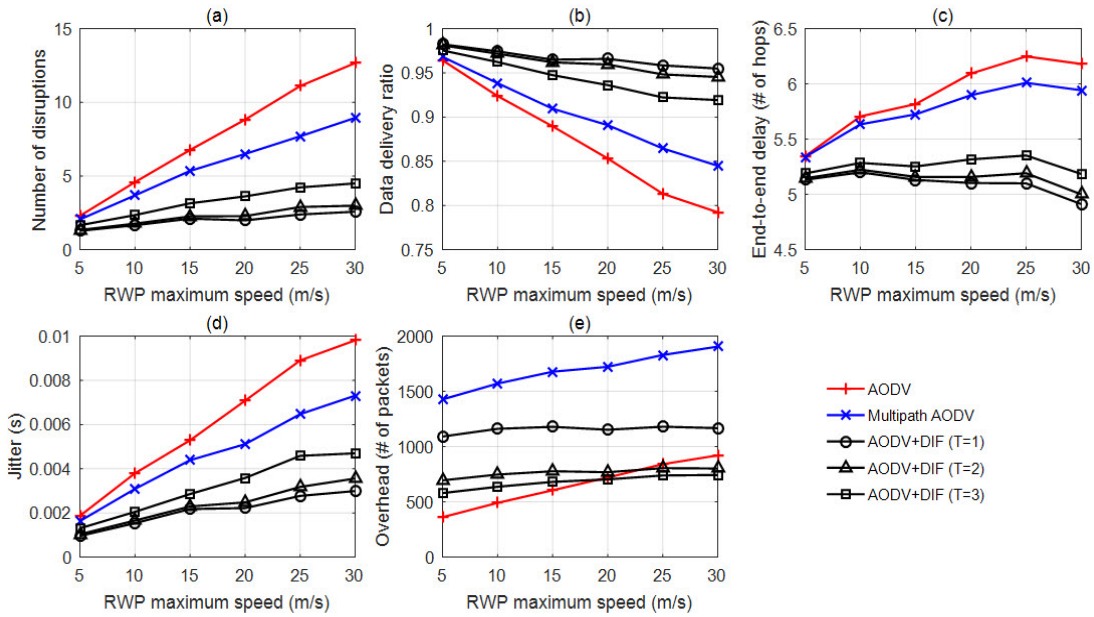 (a)
15
10
5
0
Number of disruptions
5 10 15 20 25 30
RWP maximum speed (m/s)
(b)
1
0.95
0.9
0.85
0.8
0.75
Data delivery ratio
5 10 15 20 25 30
RWP maximum speed (m/s)
(c)
6.5
6
5.5
5
4.5
End-to-end delay (# of hops)
5 10 15 20 25 30
RWP maximum speed (m/s)
(d)
0.01
0.008
0.006
0.004
0.002
0
Jitter (s)
5 10 15 20 25 30
RWP maximum speed (m/s)
(e)
2000
1500
1000
500
0
Overhead (# of packets)
5 10 15 20 25 30
RWP maximum speed (m/s)
AODV
Multipath AODV
AODV+DIF (T=1)
AODV+DIF (T=2)
AODV+DIF (T=3)